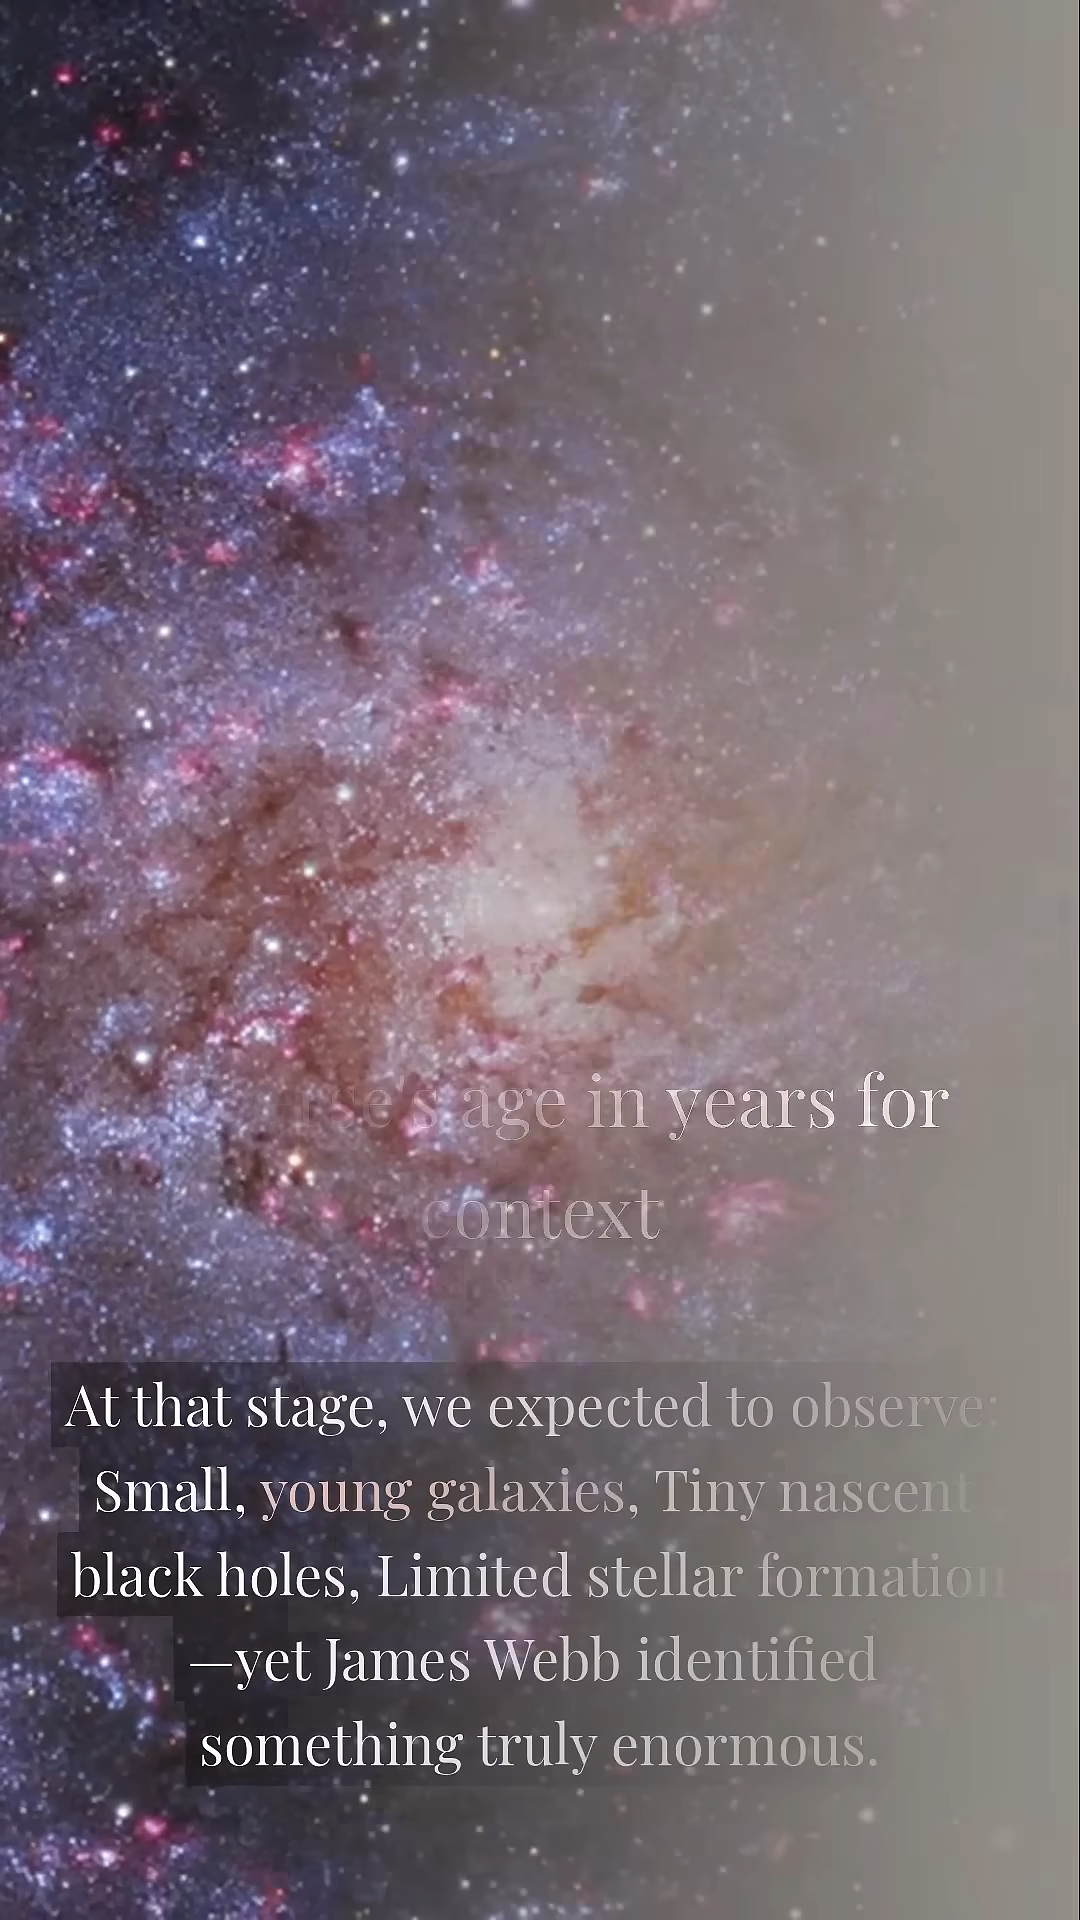 age in years for
context
At that stage, we expected to observe:
Small, young galaxies, Tiny nascent
black holes, Limited stellar formation
—yet James Webb identified
something truly enormous.